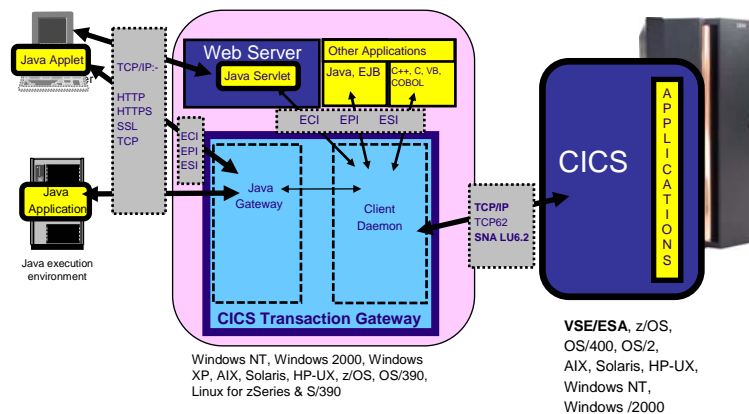 Java Applet
er
Java
Application
Java execution
environment
TCP/IP:-
HTTP
HTTPS
SSL
TCP
ECI
EPI
ESI
Web Server
Java Servlet
Other Applications
Java, EJB
C++, C, VB,
COBOL
ECI EPI ESI
Java
Gateway
Client
Daemon
CICS Transaction Gateway
Windows NT, Windows 2000, Windows
XP, AIX, Solaris, HP-UX, z/OS, OS/390,
Linux for zSeries & S/390
TCP/IP
TCP62
SNA LU6.2
CICS
APPLICATIONS
VSE/ESA, z/OS,
OS/400, OS/2,
AIX, Solaris, HP-UX,
Windows NT,
Windows /2000